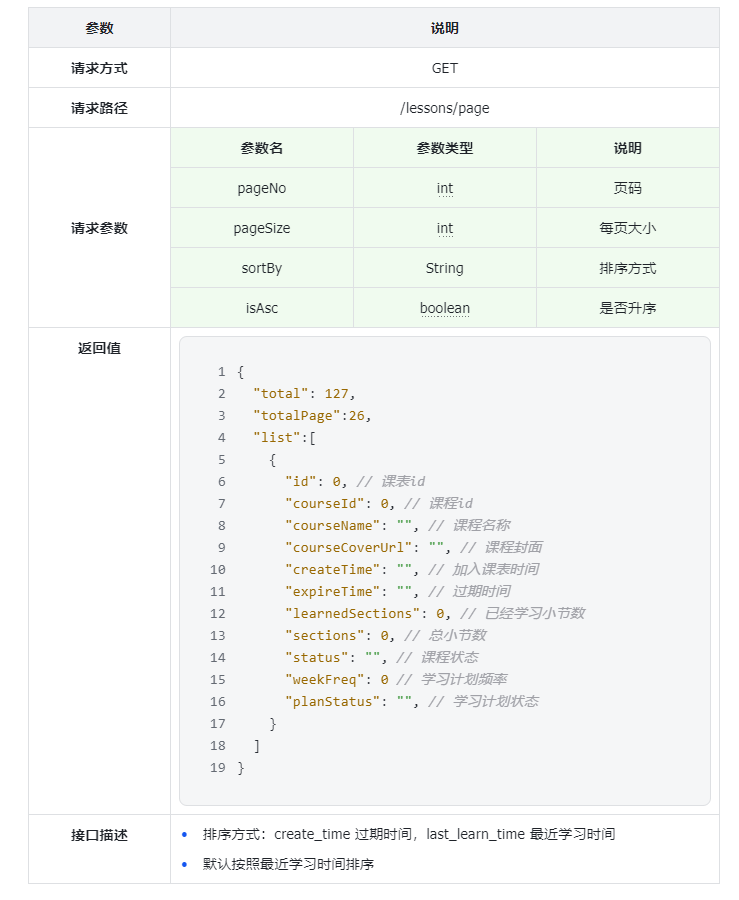 参数 说明
请求方式 GET
请求路径 /lessons/page
请求参数
参数名 参数类型 说明
pageNo int 页码
pageSize int 每页大小
sortBy String 排序方式
isAsc boolean 是否升序
返回值
1 {
2 "total": 127,
3 "totalPage":26,
4 "list":[
5 {
6 "id": 0, // 课表id
7 "courseId": 0, // 课程id
8 "courseName": "", // 课程名称
9 "courseCoverUrl": "", // 课程封面
10 "createTime": "", // 加入课表时间
11 "expireTime": "", // 过期时间
12 "learnedSections": 0, // 已经学习小节数
13 "sections": 0, // 总小节数
14 "status": "", // 课程状态
15 "weekFreq": 0 // 学习计划频率
16 "planStatus": "", // 学习计划状态
17 }
18 ]
19 }
接口描述
• 排序方式：create_time 过期时间，last_learn_time 最近学习时间
• 默认按照最近学习时间排序